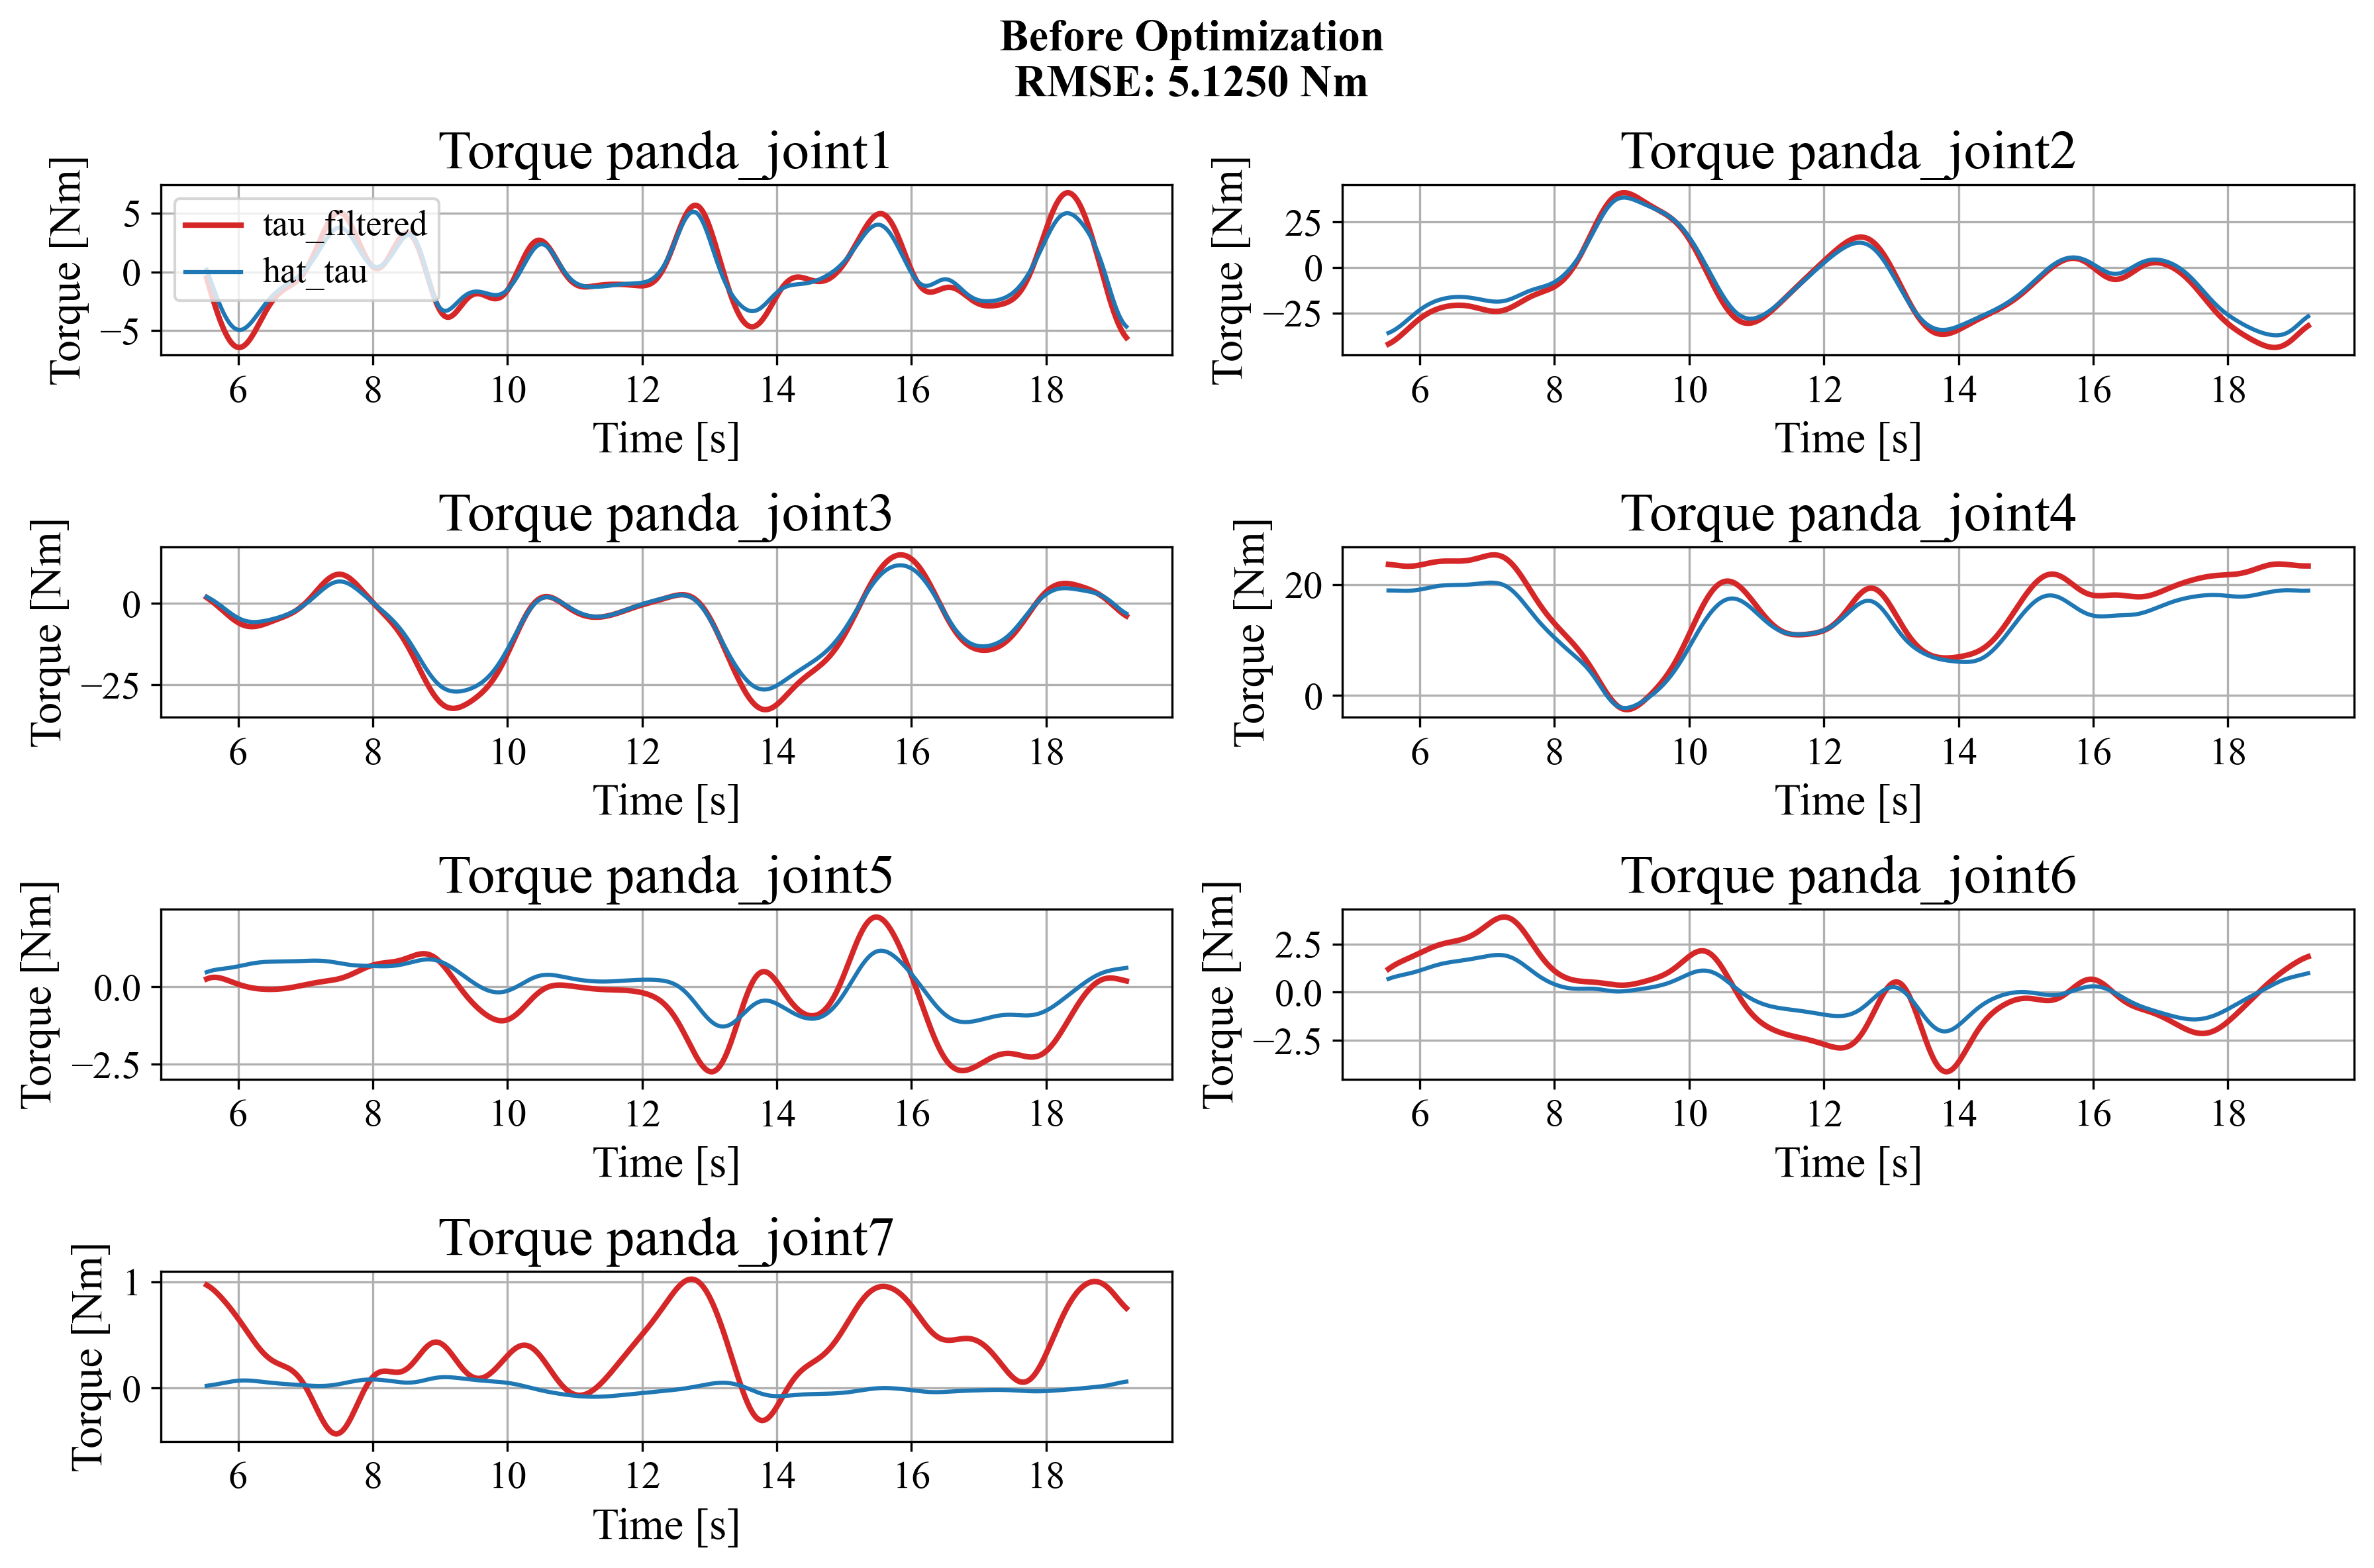 Before Optimization
RMSE: 5.1250 Nm
Torque panda_joint1
Torque [Nm]
5
0
−5
tau_filtered
hat_tau
6 8 10 12 14 16 18
Time [s]
Torque panda_joint2
Torque [Nm]
25
0
−25
6 8 10 12 14 16 18
Time [s]
Torque panda_joint3
Torque [Nm]
0
−25
6 8 10 12 14 16 18
Time [s]
Torque panda_joint4
Torque [Nm]
20
0
6 8 10 12 14 16 18
Time [s]
Torque panda_joint5
Torque [Nm]
0.0
−2.5
6 8 10 12 14 16 18
Time [s]
Torque panda_joint6
Torque [Nm]
2.5
0.0
−2.5
6 8 10 12 14 16 18
Time [s]
Torque panda_joint7
Torque [Nm]
1
0
6 8 10 12 14 16 18
Time [s]